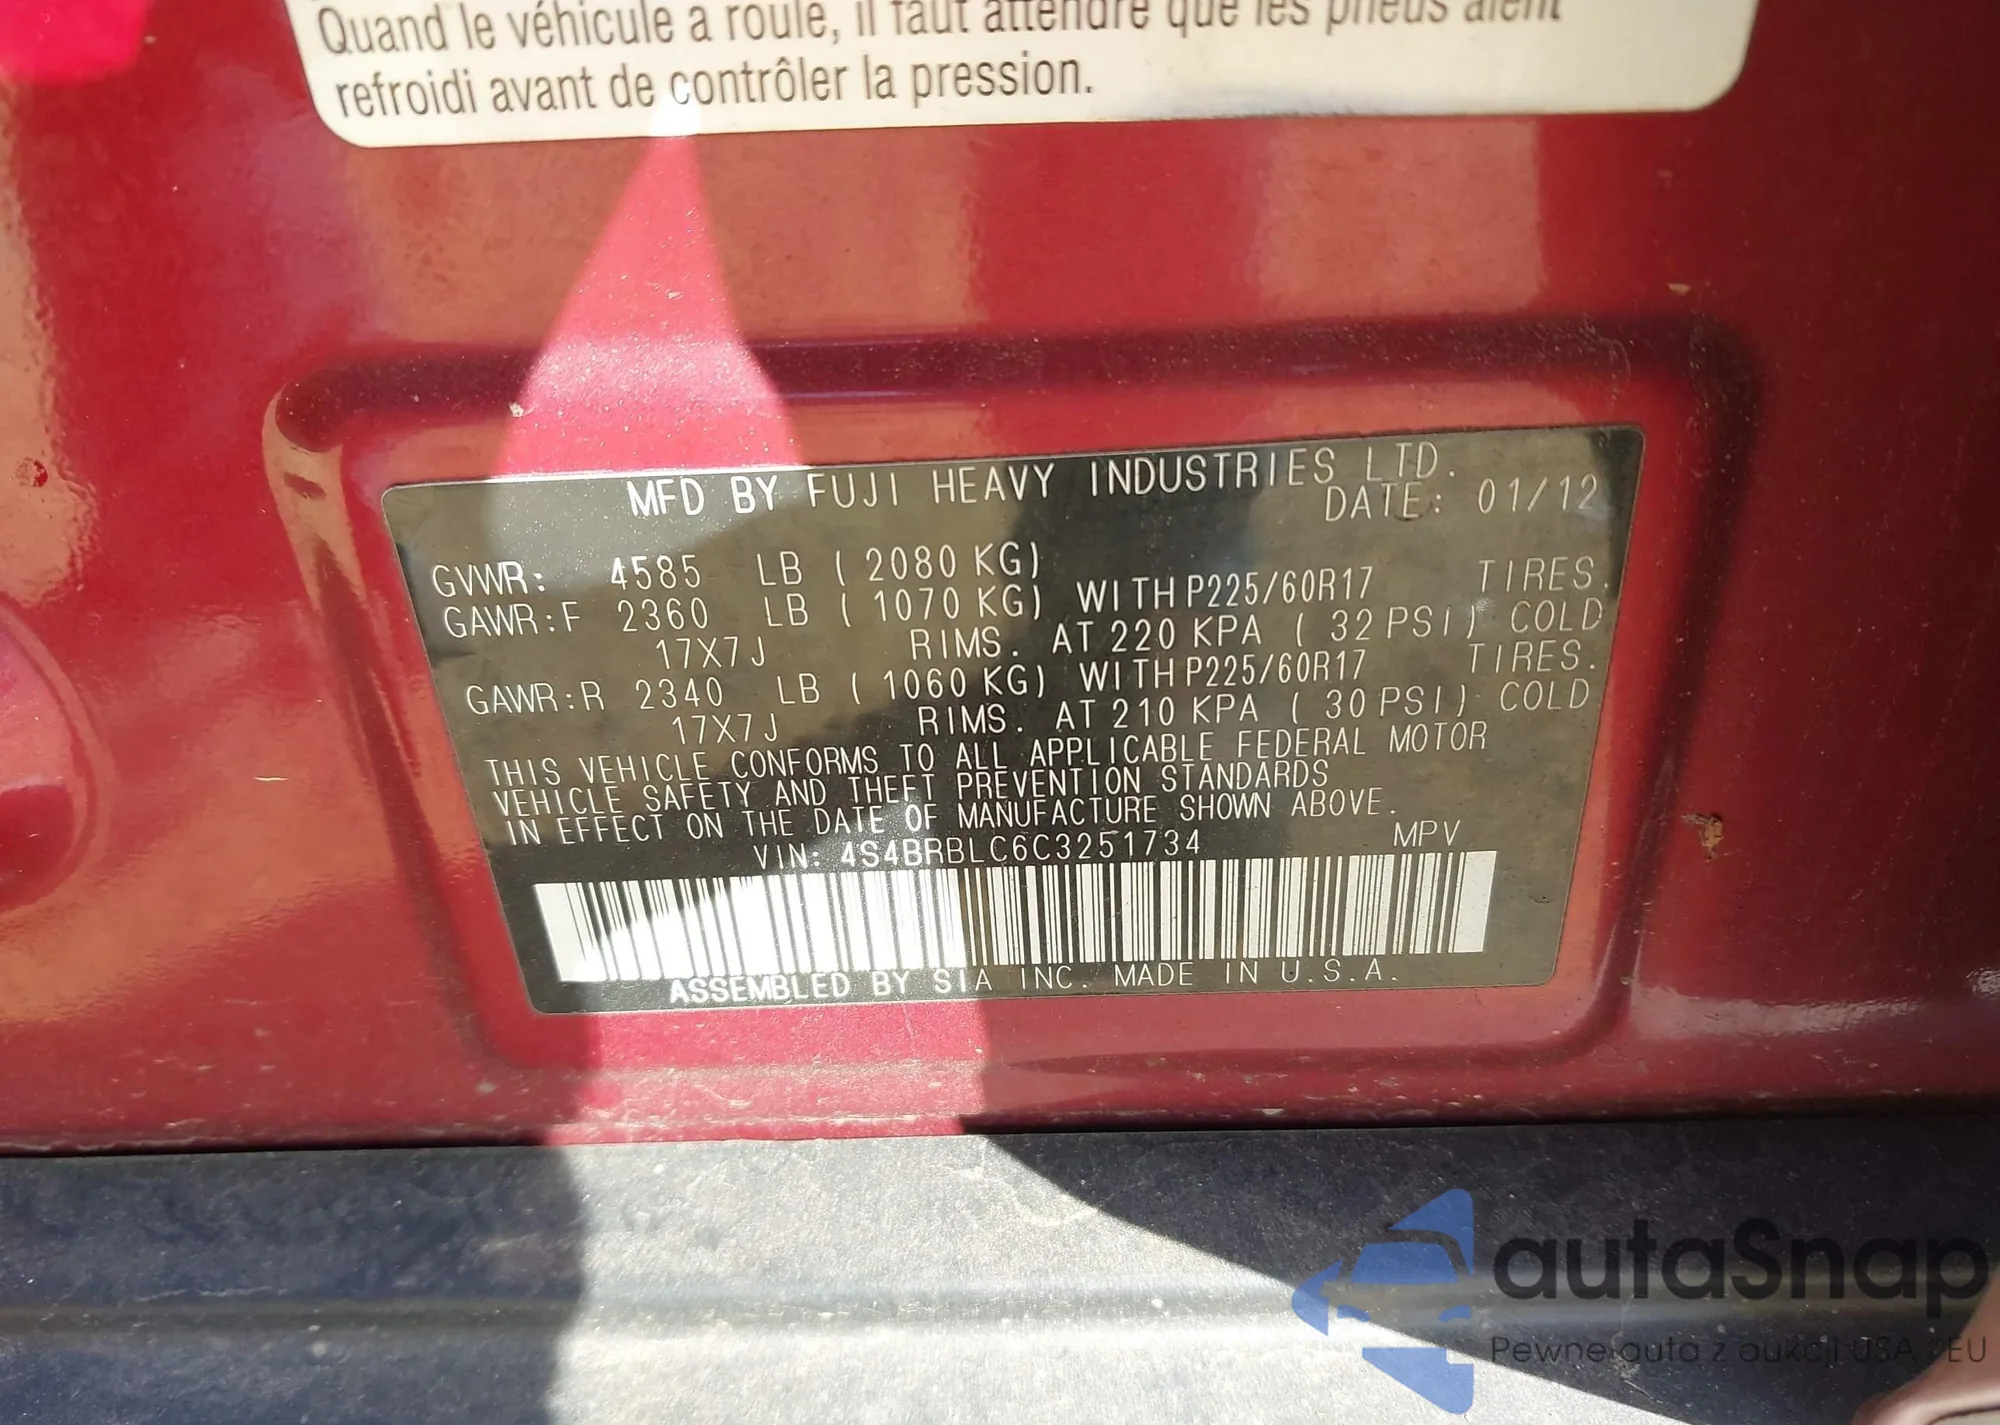 Quand le véhicule a roulé, il faut attendre que les pneus aient
refroidi avant de contrôler la pression.
MFD BY FUJI HEAVY INDUSTRIES LTD.
DATE: 01/12
GVWR: 4585 LB (2080 KG)
GAWR:F 2360 LB (1070 KG) WITH P225/60R17 TIRES.
17X7J RIMS. AT 220 KPA (32 PSI) COLD
GAWR:R 2340 LB (1060 KG) WITH P225/60R17 TIRES.
17X7J RIMS. AT 210 KPA (30 PSI) COLD
THIS VEHICLE CONFORMS TO ALL APPLICABLE FEDERAL MOTOR
VEHICLE SAFETY AND THEFT PREVENTION STANDARDS
IN EFFECT ON THE DATE OF MANUFACTURE SHOWN ABOVE.
VIN: 4S4BRBLC6C3251734 MPV
ASSEMBLED BY SIA INC. MADE IN U.S.A.
autaSnap
Pewne auta z aukcji USA i EU